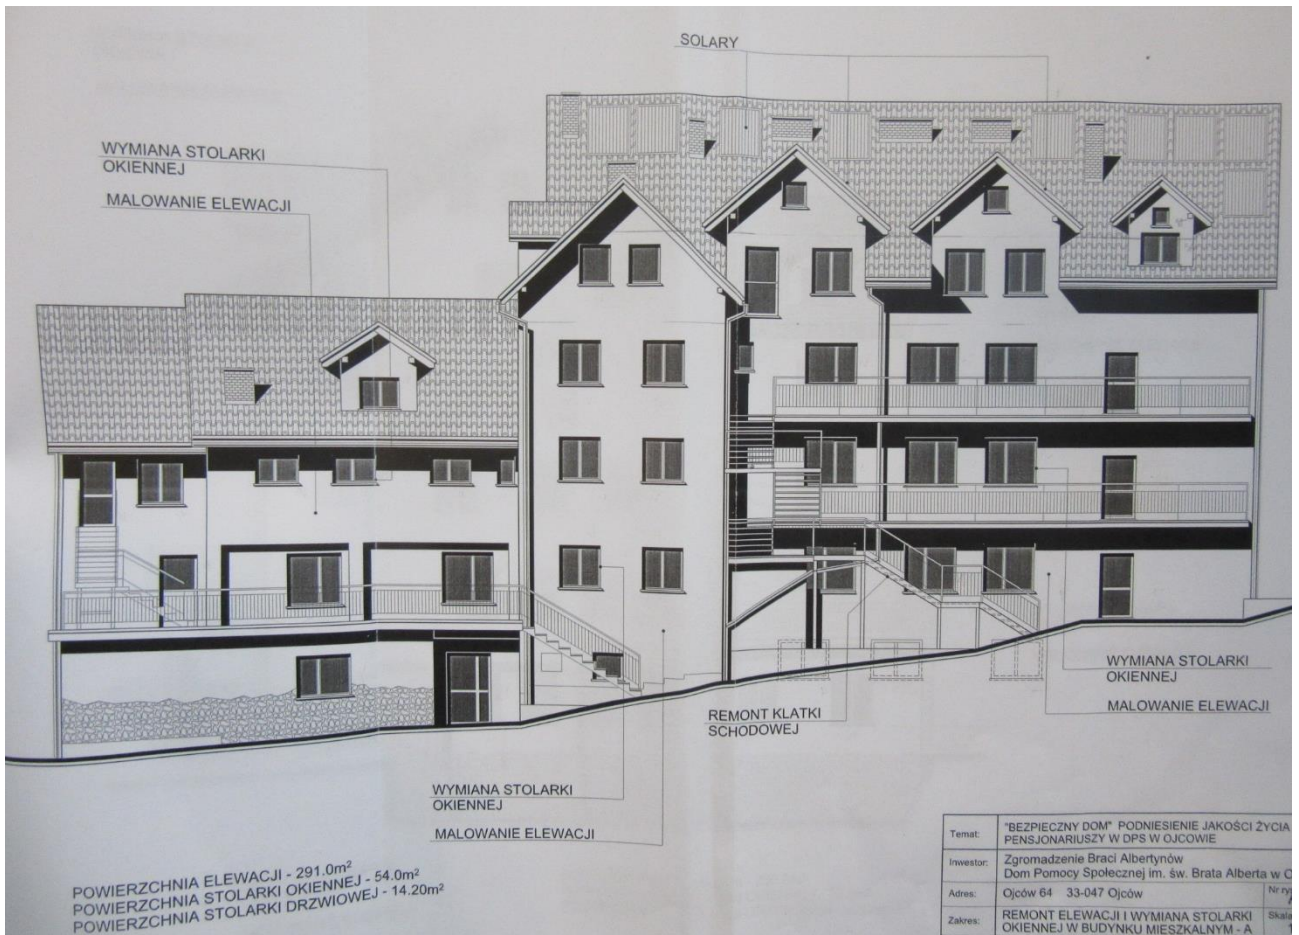 SOLARY
WYMIANA STOLARKI
OKIENNEJ
MALOWANIE ELEWACJI
WYMIANA STOLARKI
OKIENNEJ
MALOWANIE ELEWACJI
REMONT KLATKI
SCHODOWEJ
WYMIANA STOLARKI
OKIENNEJ
MALOWANIE ELEWACJI
POWIERZCHNIA ELEWACJI - 291.0m²
POWIERZCHNIA STOLARKI OKIENNEJ - 54.0m²
POWIERZCHNIA STOLARKI DRZWIOWEJ - 14.20m²
Temat: "BEZPIECZNY DOM" PODNIESIENIE JAKOŚCI ŻYCIA
PENSJONARIUSZY W DPS W OJCOWIE
Inwestor: Zgromadzenie Braci Albertynów
Dom Pomocy Społecznej im. św. Brata Alberta w
Adres: Ojców 64 33-047 Ojców Nr
Zakres: REMONT ELEWACJI I WYMIANA STOLARKI
OKIENNEJ W BUDYNKU MIESZKALNYM - A
Skala